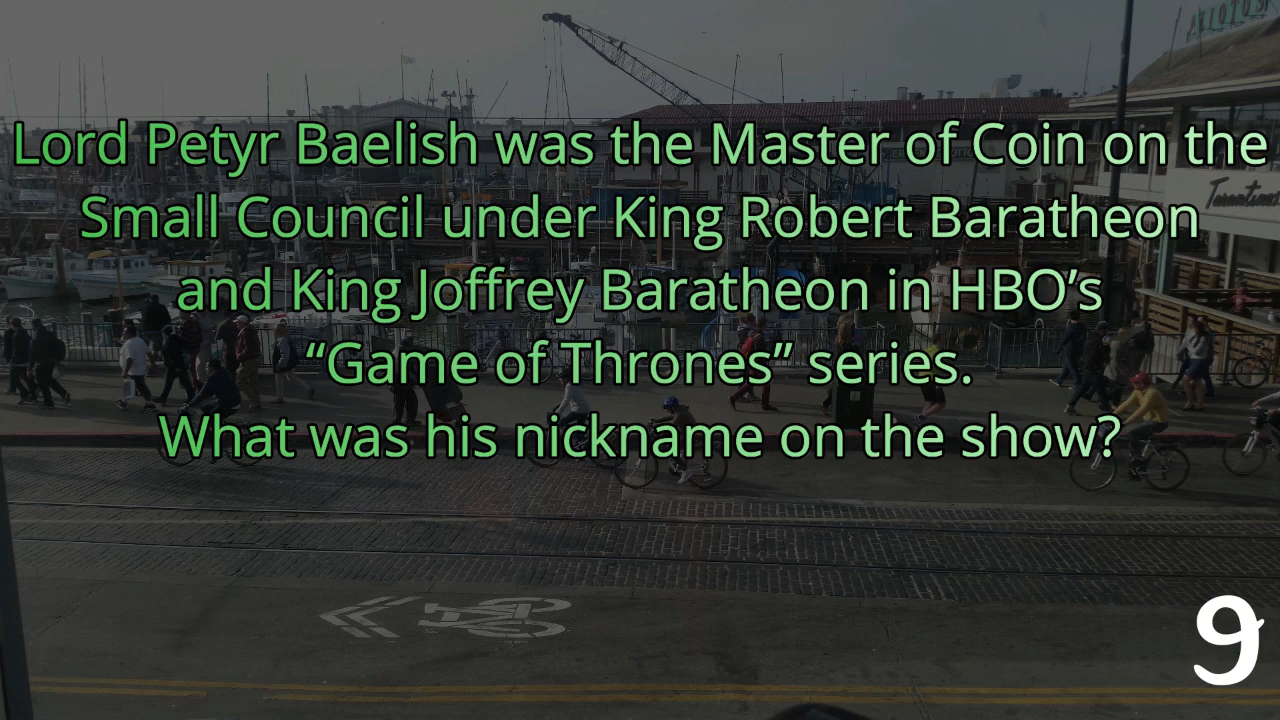 Lord Petyr Baelish was the Master of Coin on the
Small Council under King Robert Baratheon
and King Joffrey Baratheon in HBO’s
“Game of Thrones” series.
What was his nickname on the show?
9